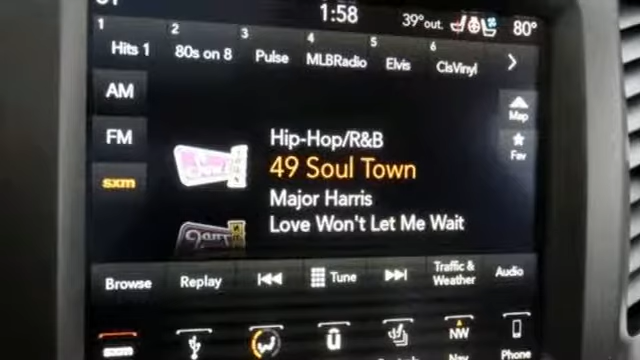 1:58 39°out. 80°
1 2 3 4 5 6
Hits 1 80s on 8 Pulse MLBRadio Elvis ClsVinyl
AM
Map
FM
Hip-Hop/R&B
Fav
49 Soul Town
sxm
Major Harris
Love Won't Let Me Wait
Browse Replay Tune Traffic & Weather Audio
sxm NW
Nav Phone